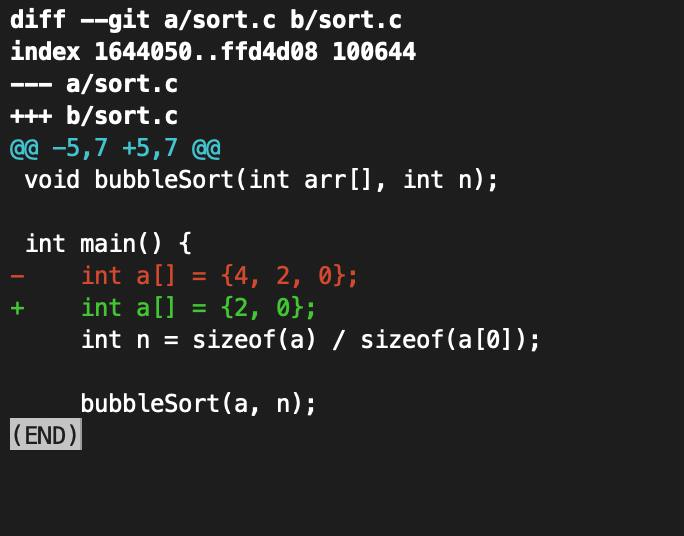 diff --git a/sort.c b/sort.c
index 1644050..ffd4d08 100644
--- a/sort.c
+++ b/sort.c
@@ -5,7 +5,7 @@
 void bubbleSort(int arr[], int n);

 int main() {
-    int a[] = {4, 2, 0};
+    int a[] = {2, 0};
     int n = sizeof(a) / sizeof(a[0]);

     bubbleSort(a, n);
(END)